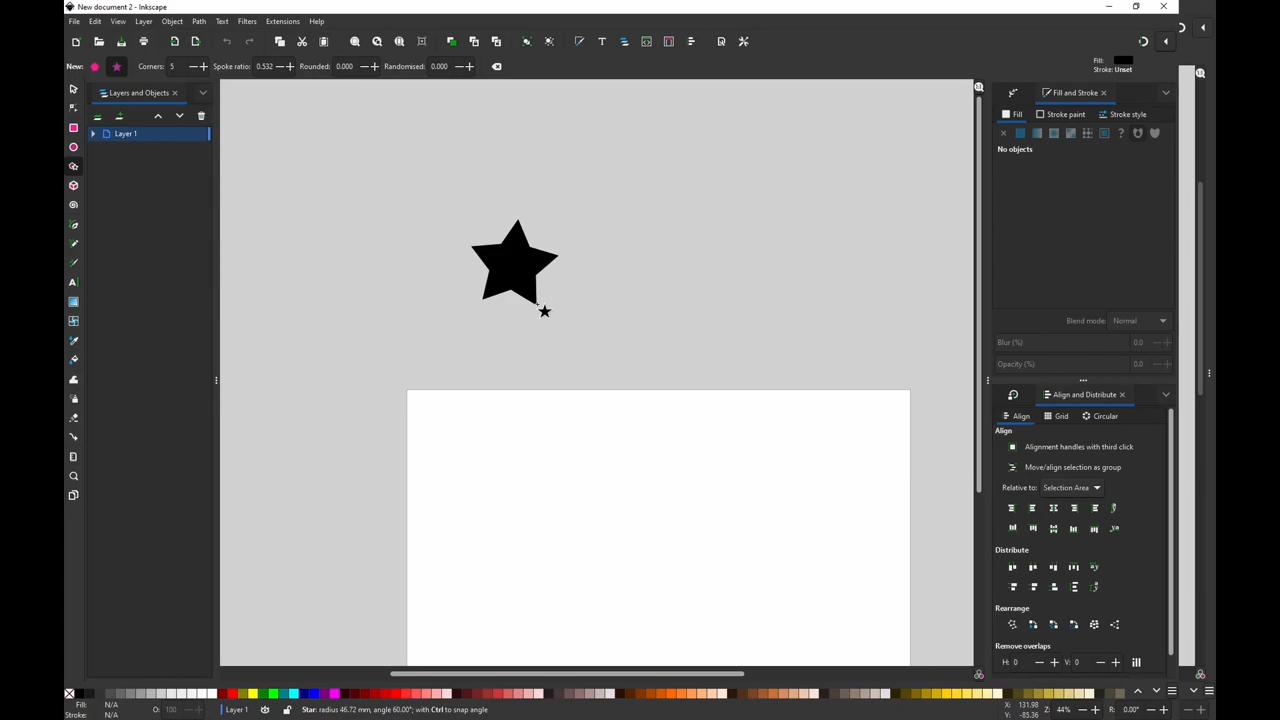 New document 2 - Inkscape
File Edit View Layer Object Path Text Filters Extensions Help
New: Corners: 5 Spoke ratio: 0.532 Rounded: 0.000 Randomised: 0.000
Fill:
Stroke: Unset
Layers and Objects
Layer 1
Fill and Stroke
Fill Stroke paint Stroke style
No objects
Blend mode: Normal
Blur (%) 0.0
Opacity (%) 0.0
Align and Distribute
Align Grid Circular
Align
Alignment handles with third click
Move/align selection as group
Relative to: Selection Area
Distribute
Rearrange
Remove overlaps
H: 0 V: 0
Fill: N/A
Stroke: N/A
O: 100
Layer 1
Star: radius 46.72 mm, angle 60.00°; with Ctrl to snap angle
X: 131.98
Y: -85.36
Z: 44%
R: 0.00°